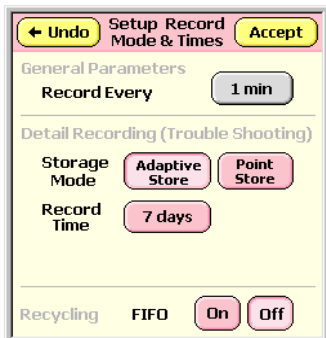 ← Undo
Setup Record
Mode & Times
Accept
General Parameters
Record Every
1 min
Detail Recording (Trouble Shooting)
Storage
Mode
Adaptive
Store
Point
Store
Record
Time
7 days
Recycling
FIFO
On
Off